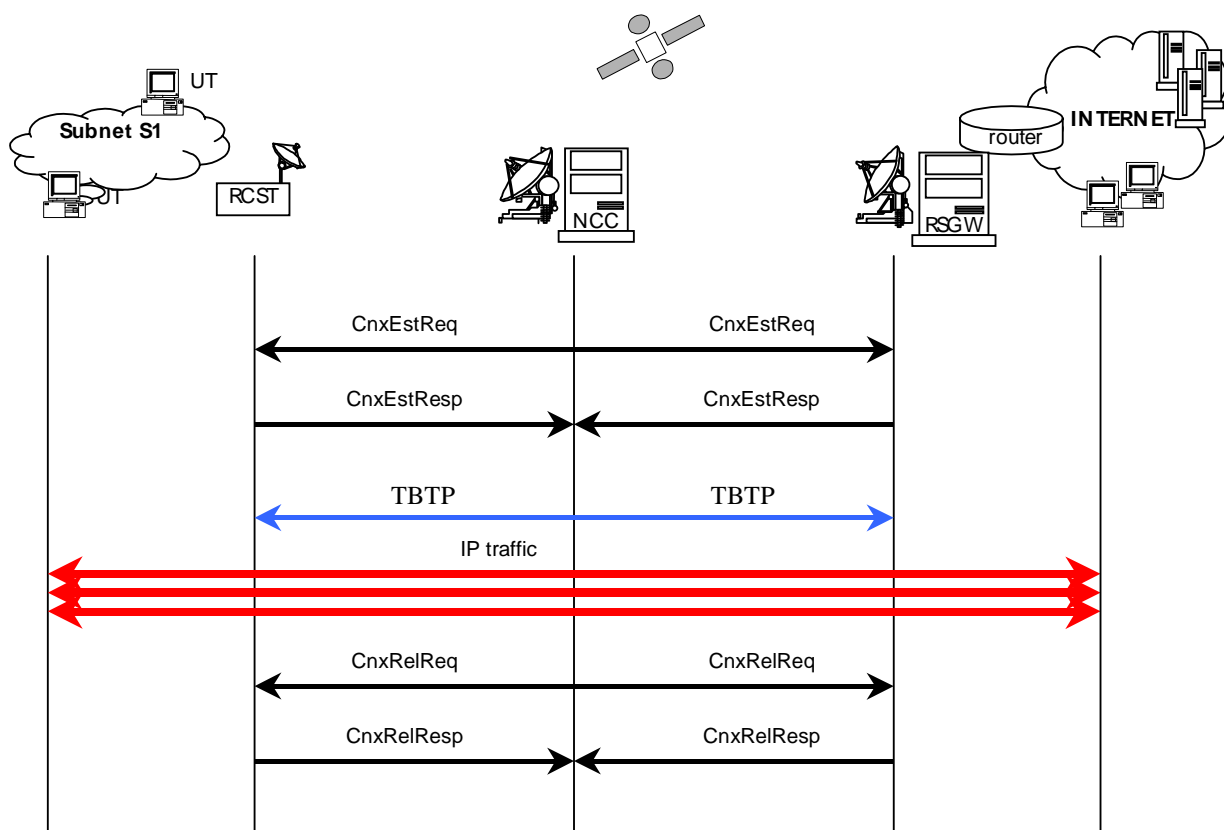 UT
Subnet S1
INTERNET
router
UT
RCST
NCC
RSGW
CnxEstReq CnxEstReq
CnxEstResp CnxEstResp
TBTP TBTP
IP traffic
CnxRelReq CnxRelReq
CnxRelResp CnxRelResp